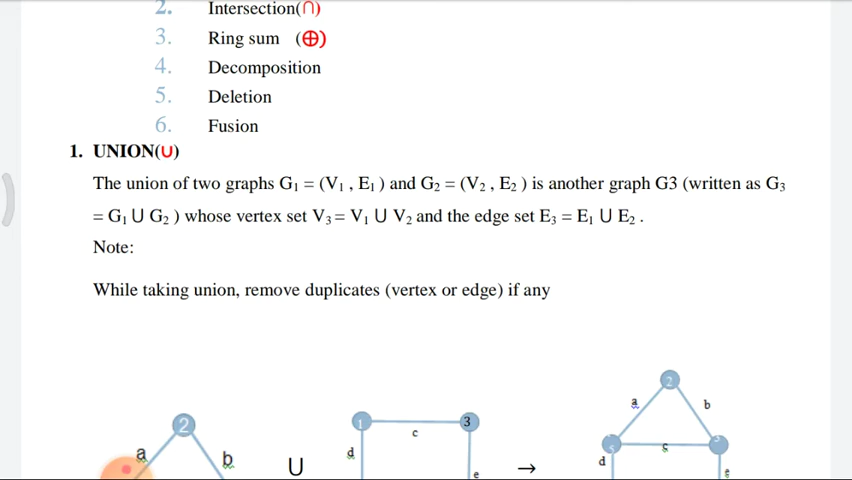 2. Intersection(∩)
3. Ring sum (⊕)
4. Decomposition
5. Deletion
6. Fusion
1. UNION(∪)
The union of two graphs G₁ = (V₁ , E₁ ) and G₂ = (V₂ , E₂ ) is another graph G3 (written as G₃
= G₁ ∪ G₂ ) whose vertex set V₃ = V₁ ∪ V₂ and the edge set E₃ = E₁ ∪ E₂ .
Note:
While taking union, remove duplicates (vertex or edge) if any
2
a b
1 3
c
d
e
∪
→
2
a b
c
d e